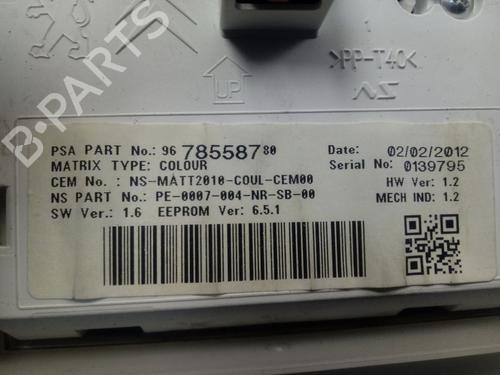 B-PARTS
UP
>PP-T40<
NS
PSA PART No.: 96 785587 80
Date: 02/02/2012
MATRIX TYPE: COLOUR
Serial No: 0139795
CEM No. : NS-MATT2010-COUL-CEM00
HW Ver: 1.2
NS PART No.: PE-0007-004-NR-SB-00
MECH IND: 1.2
SW Ver.: 1.6 EEPROM Ver: 6.5.1